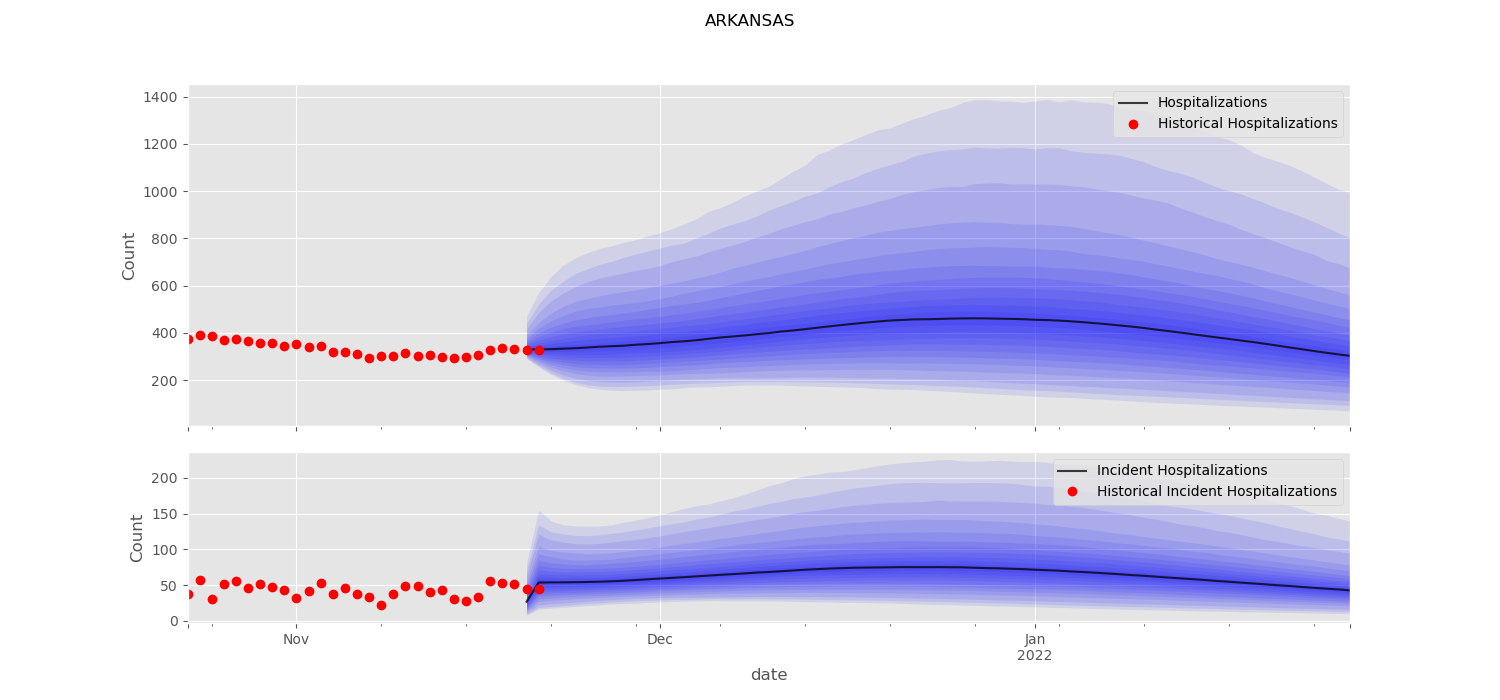 ARKANSAS
1400
1200
1000
800
600
400
200
Count
Hospitalizations
Historical Hospitalizations
200
150
100
50
0
Count
Incident Hospitalizations
Historical Incident Hospitalizations
Nov
Dec
Jan
2022
date